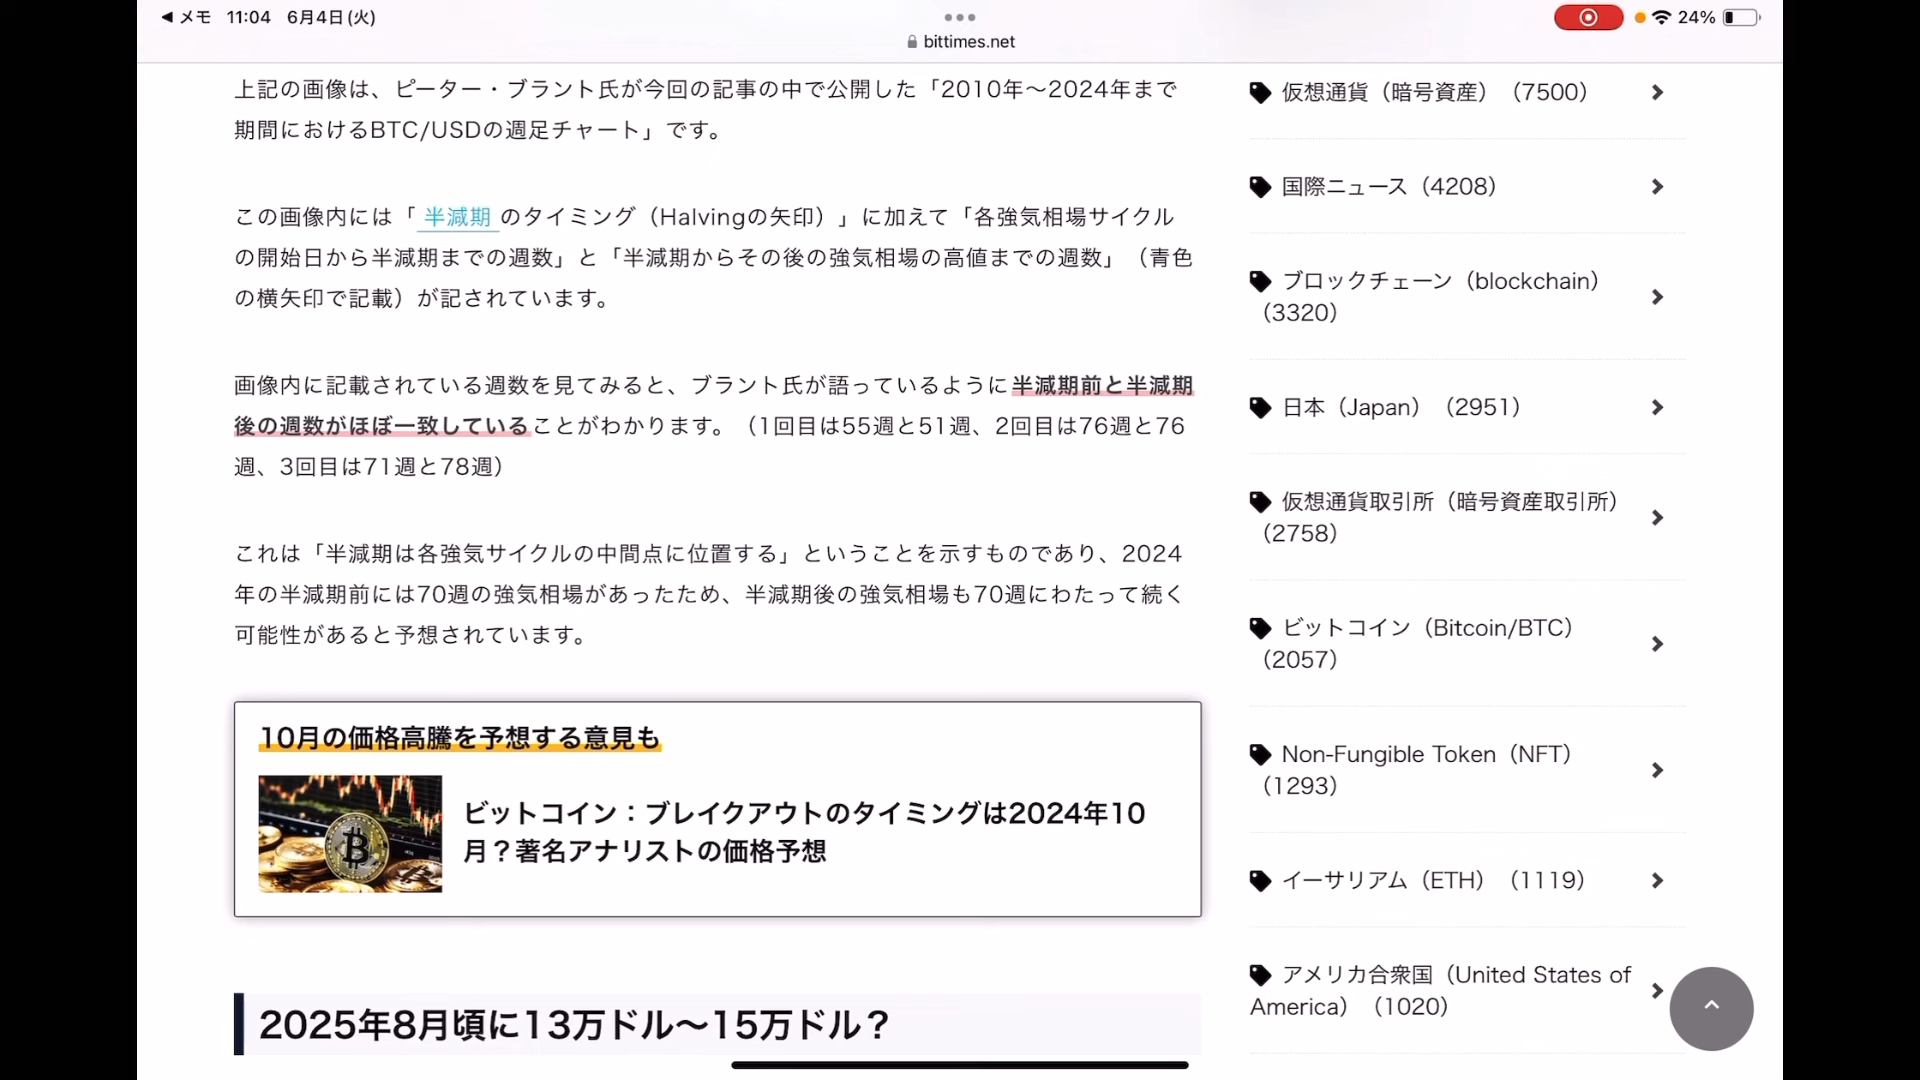 メモ 11:04 6月4日(火)
24%
bittimes.net
上記の画像は、ピーター・ブラント氏が今回の記事の中で公開した「2010年〜2024年まで
期間におけるBTC/USDの週足チャート」です。
この画像内には「半減期のタイミング（Halvingの矢印）」に加えて「各強気相場サイクル
の開始日から半減期までの週数」と「半減期からその後の強気相場の高値までの週数」（青色
の横矢印で記載）が記されています。
画像内に記載されている週数を見てみると、ブラント氏が語っているように半減期前と半減期
後の週数がほぼ一致していることがわかります。（1回目は55週と51週、2回目は76週と76
週、3回目は71週と78週）
これは「半減期は各強気サイクルの中間点に位置する」ということを示すものであり、2024
年の半減期前には70週の強気相場があったため、半減期後の強気相場も70週にわたって続く
可能性があると予想されています。
10月の価格高騰を予想する意見も
ビットコイン：ブレイクアウトのタイミングは2024年10
月？著名アナリストの価格予想
2025年8月頃に13万ドル〜15万ドル？
仮想通貨（暗号資産）（7500）
国際ニュース（4208）
ブロックチェーン（blockchain）
（3320）
日本（Japan）（2951）
仮想通貨取引所（暗号資産取引所）
（2758）
ビットコイン（Bitcoin/BTC）
（2057）
Non-Fungible Token（NFT）
（1293）
イーサリアム（ETH）（1119）
アメリカ合衆国（United States of
America）（1020）